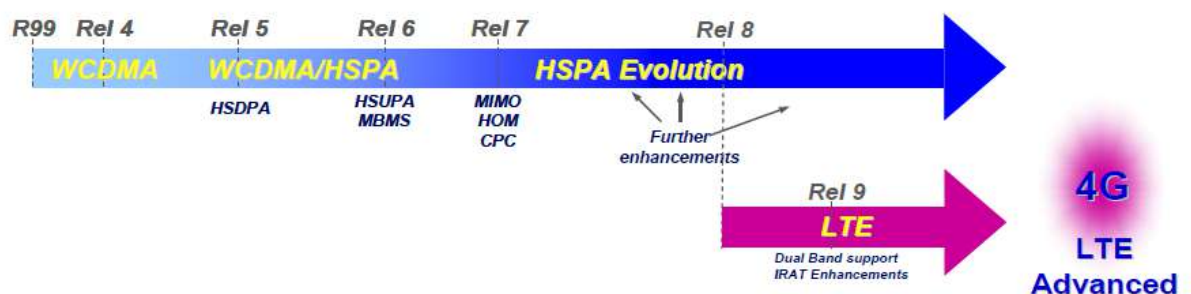 R99 Rel 4 Rel 5 Rel 6 Rel 7 Rel 8
WCDMA WCDMA/HSPA HSPA Evolution
HSDPA
HSUPA
MBMS
MIMO
HOM
CPC
Further
enhancements
Rel 9
LTE
Dual Band support
IRAT Enhancements
4G
LTE
Advanced